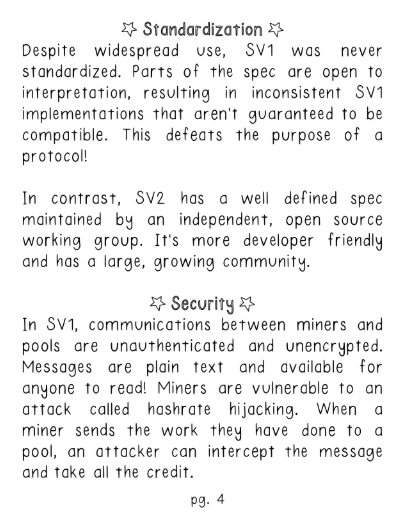 ☆ Standardization ☆
Despite widespread use, SV1 was never
standardized. Parts of the spec are open to
interpretation, resulting in inconsistent SV1
implementations that aren't guaranteed to be
compatible. This defeats the purpose of a
protocol!

In contrast, SV2 has a well defined spec
maintained by an independent, open source
working group. It's more developer friendly
and has a large, growing community.

☆ Security ☆
In SV1, communications between miners and
pools are unauthenticated and unencrypted.
Messages are plain text and available for
anyone to read! Miners are vulnerable to an
attack called hashrate hijacking. When a
miner sends the work they have done to a
pool, an attacker can intercept the message
and take all the credit.

pg. 4